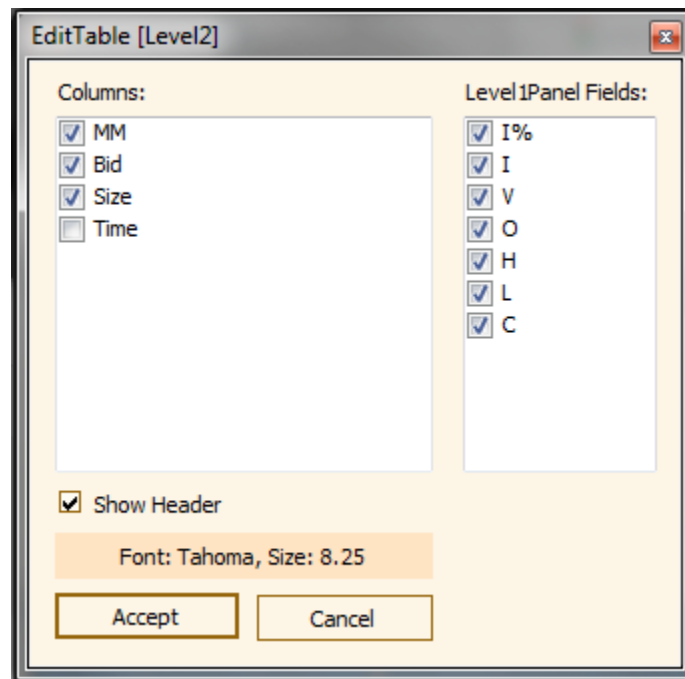 EditTable [Level2]
Columns:
MM
Bid
Size
Time
Level1Panel Fields:
I%
I
V
O
H
L
C
Show Header
Font: Tahoma, Size: 8.25
Accept
Cancel